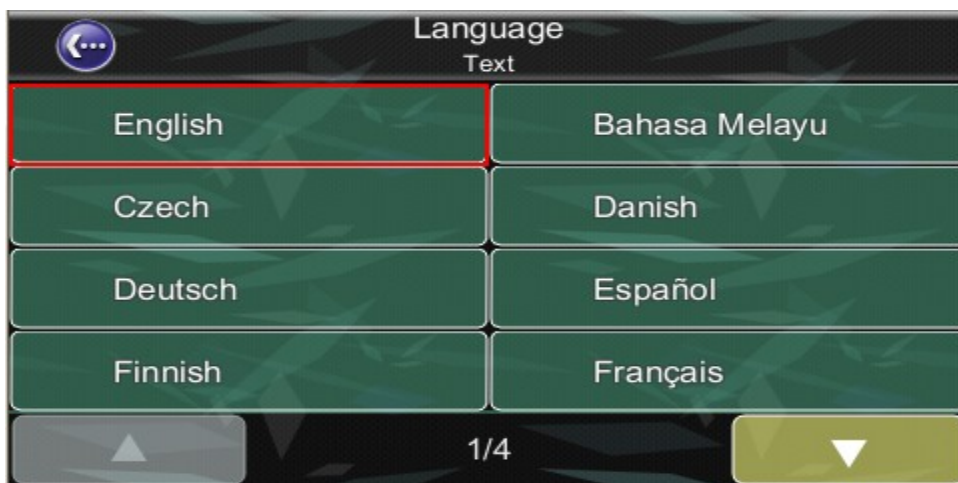 Language
Text
English
Bahasa Melayu
Czech
Danish
Deutsch
Español
Finnish
Français
1/4